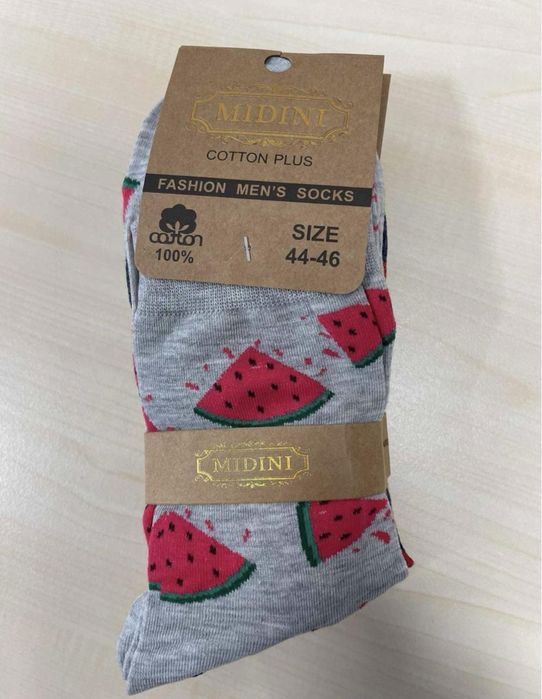 MIDINI
COTTON PLUS
FASHION MEN'S SOCKS
cotton
100%
SIZE
44-46
MIDINI